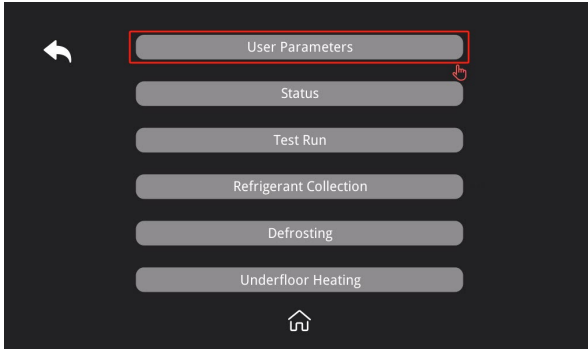 User Parameters
Status
Test Run
Refrigerant Collection
Defrosting
Underfloor Heating